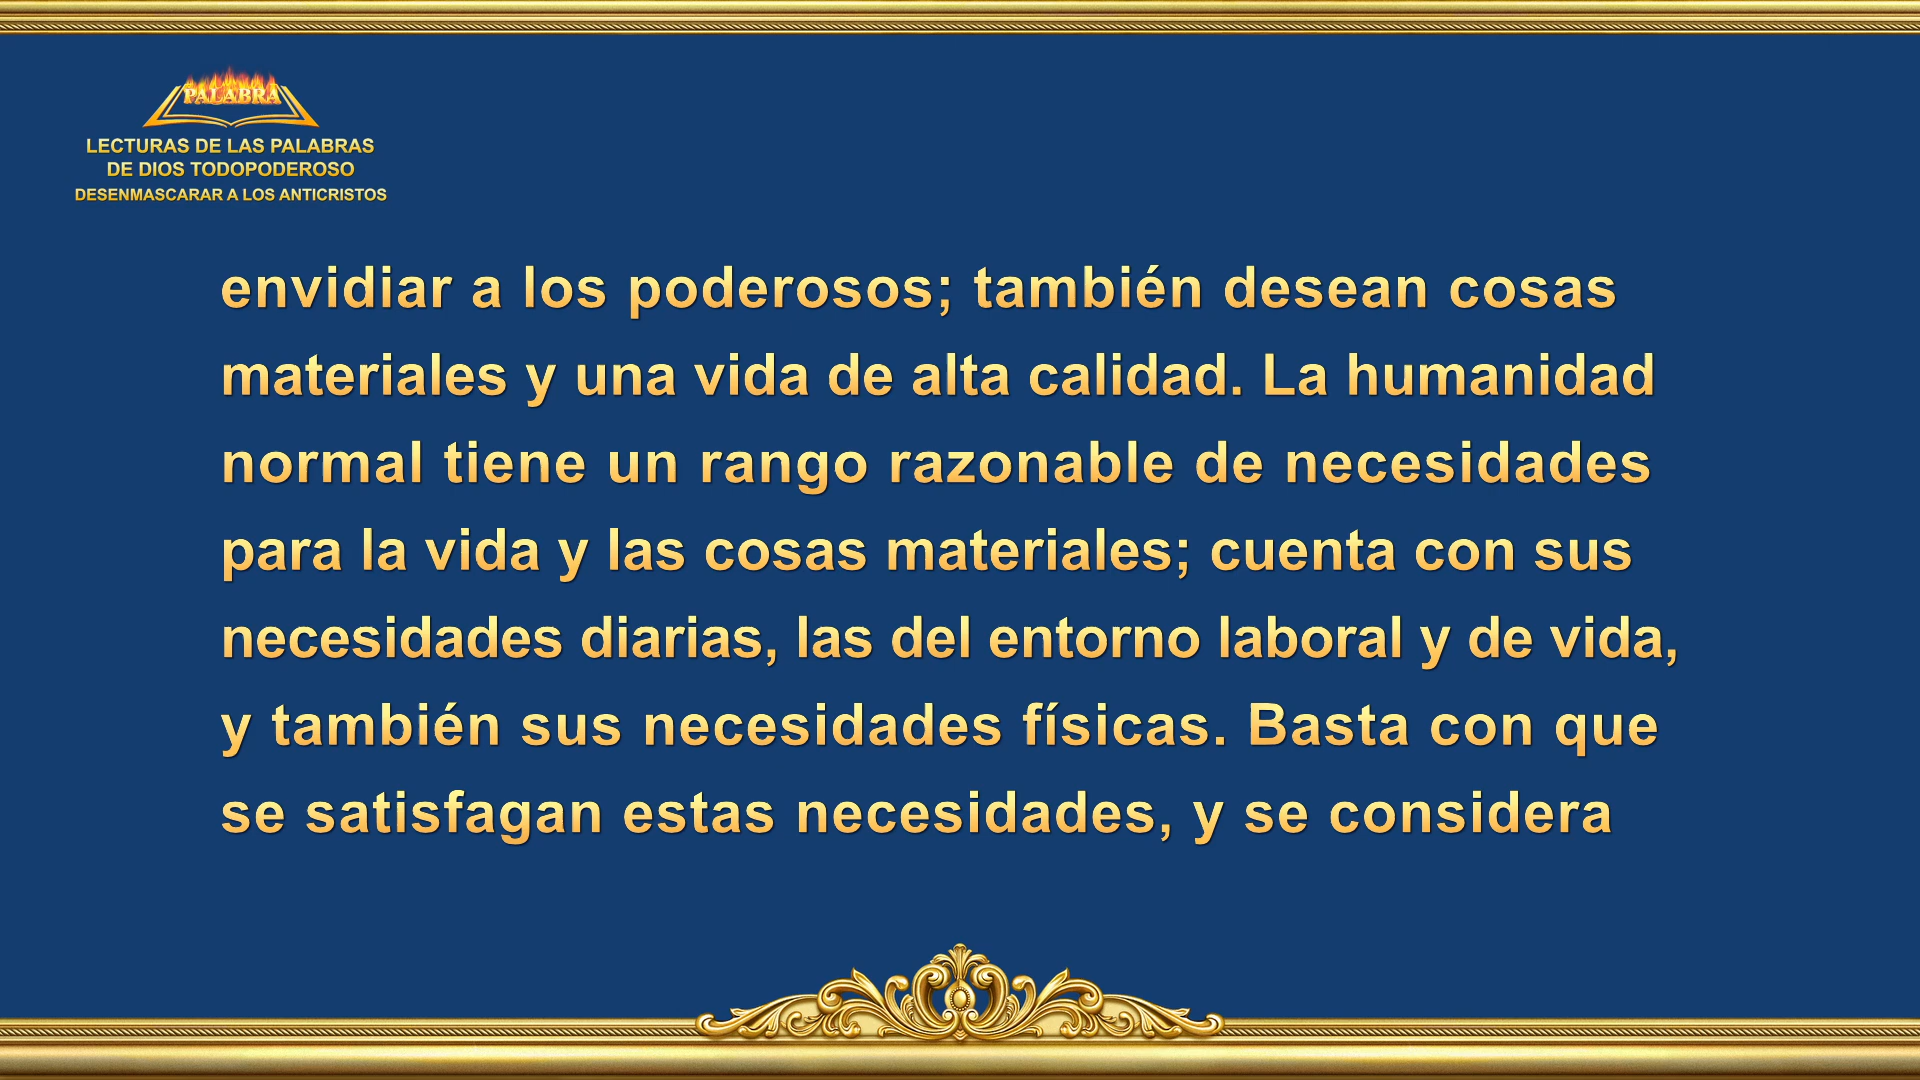 PALABRA
LECTURAS DE LAS PALABRAS
DE DIOS TODOPODEROSO
DESENMASCARAR A LOS ANTICRISTOS
envidiar a los poderosos; también desean cosas
materiales y una vida de alta calidad. La humanidad
normal tiene un rango razonable de necesidades
para la vida y las cosas materiales; cuenta con sus
necesidades diarias, las del entorno laboral y de vida,
y también sus necesidades físicas. Basta con que
se satisfagan estas necesidades, y se considera